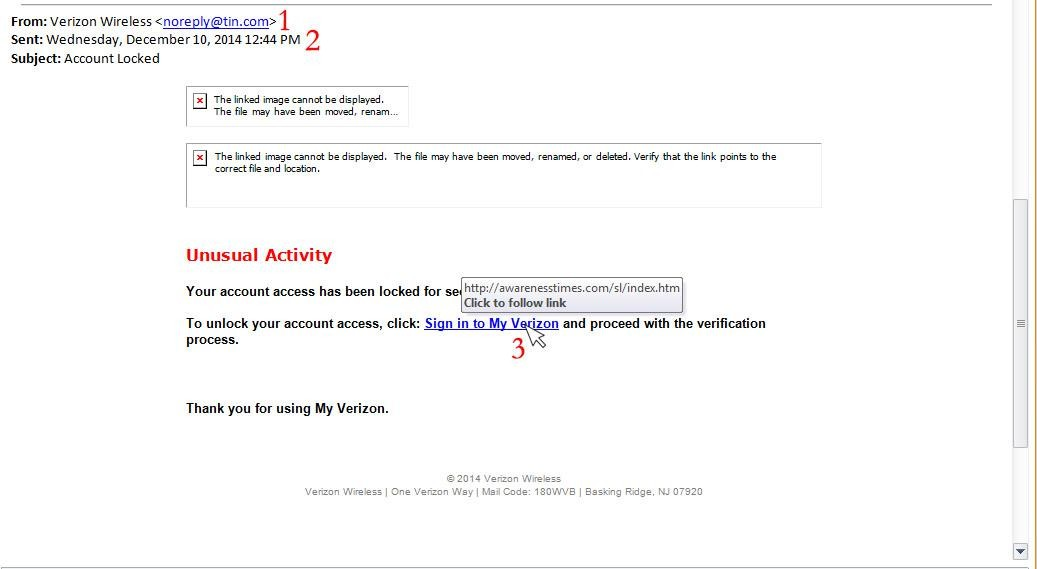 From: Verizon Wireless <noreply@tin.com> 1
Sent: Wednesday, December 10, 2014 12:44 PM 2
Subject: Account Locked
The linked image cannot be displayed.
The file may have been moved, renam...
The linked image cannot be displayed. The file may have been moved, renamed, or deleted. Verify that the link points to the
correct file and location.
Unusual Activity
http://awarenesstimes.com/sl/index.htm
Your account access has been locked for
Click to follow link
To unlock your account access, click: Sign in to My Verizon and proceed with the verification
process.
3
Thank you for using My Verizon.
© 2014 Verizon Wireless
Verizon Wireless | One Verizon Way | Mail Code: 180WVB | Basking Ridge, NJ 07920